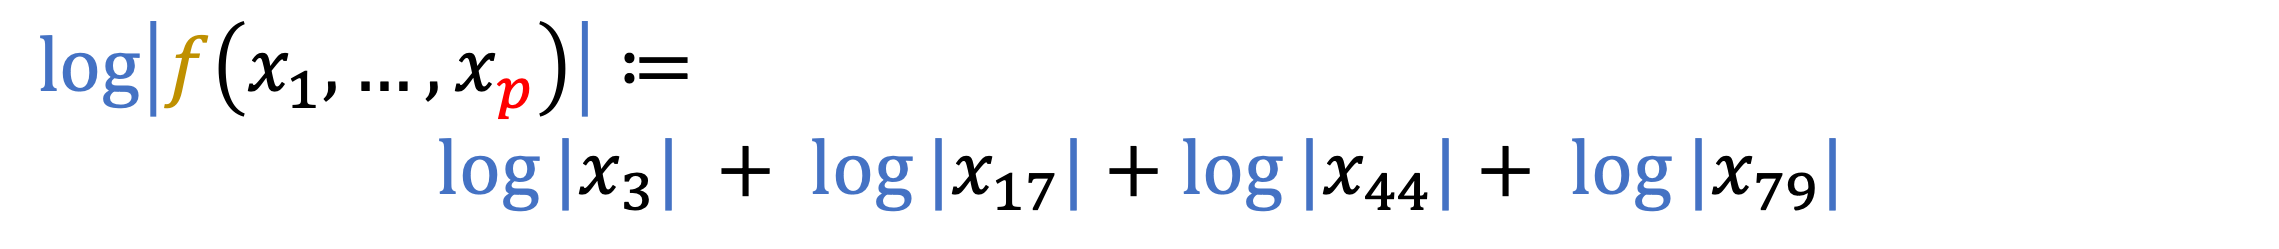 log|f(x₁, … , xₚ)| ≔
log |x₃| + log |x₁₇| + log |x₄₄| + log |x₇₉|